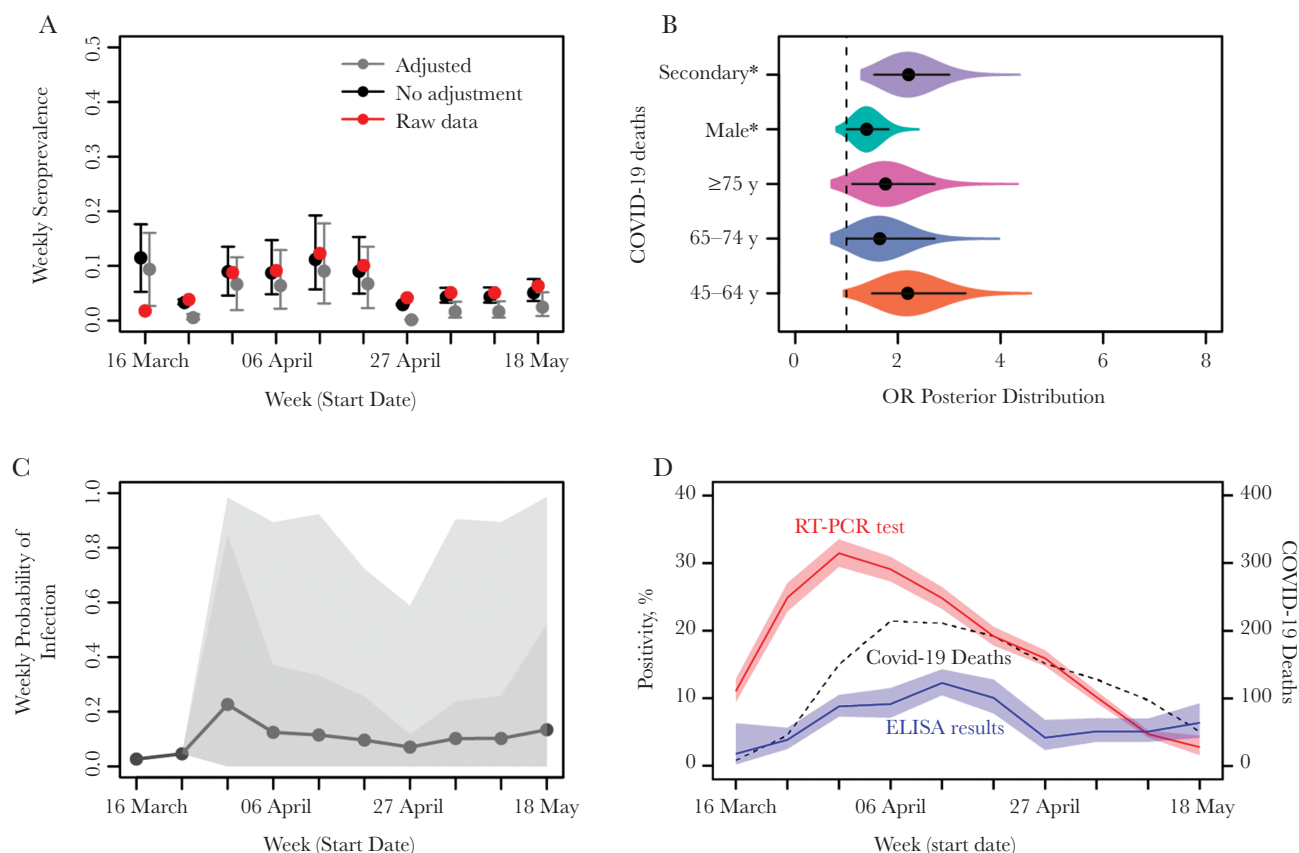 A
Weekly Seroprevalence
0.5
0.4
0.3
0.2
0.1
0.0
Adjusted
No adjustment
Raw data
16 March
06 April
27 April
18 May
Week (Start Date)
B
COVID-19 deaths
Secondary*
Male*
≥75 y
65–74 y
45–64 y
0
2
4
6
8
OR Posterior Distribution
C
Weekly Probability of
Infection
1.0
0.8
0.6
0.4
0.2
0.0
16 March
06 April
27 April
18 May
Week (Start Date)
D
Positivity, %
40
30
20
10
0
RT-PCR test
Covid-19 Deaths
ELISA results
400
300
200
100
0
COVID-19 Deaths
16 March
06 April
27 April
18 May
Week (start date)